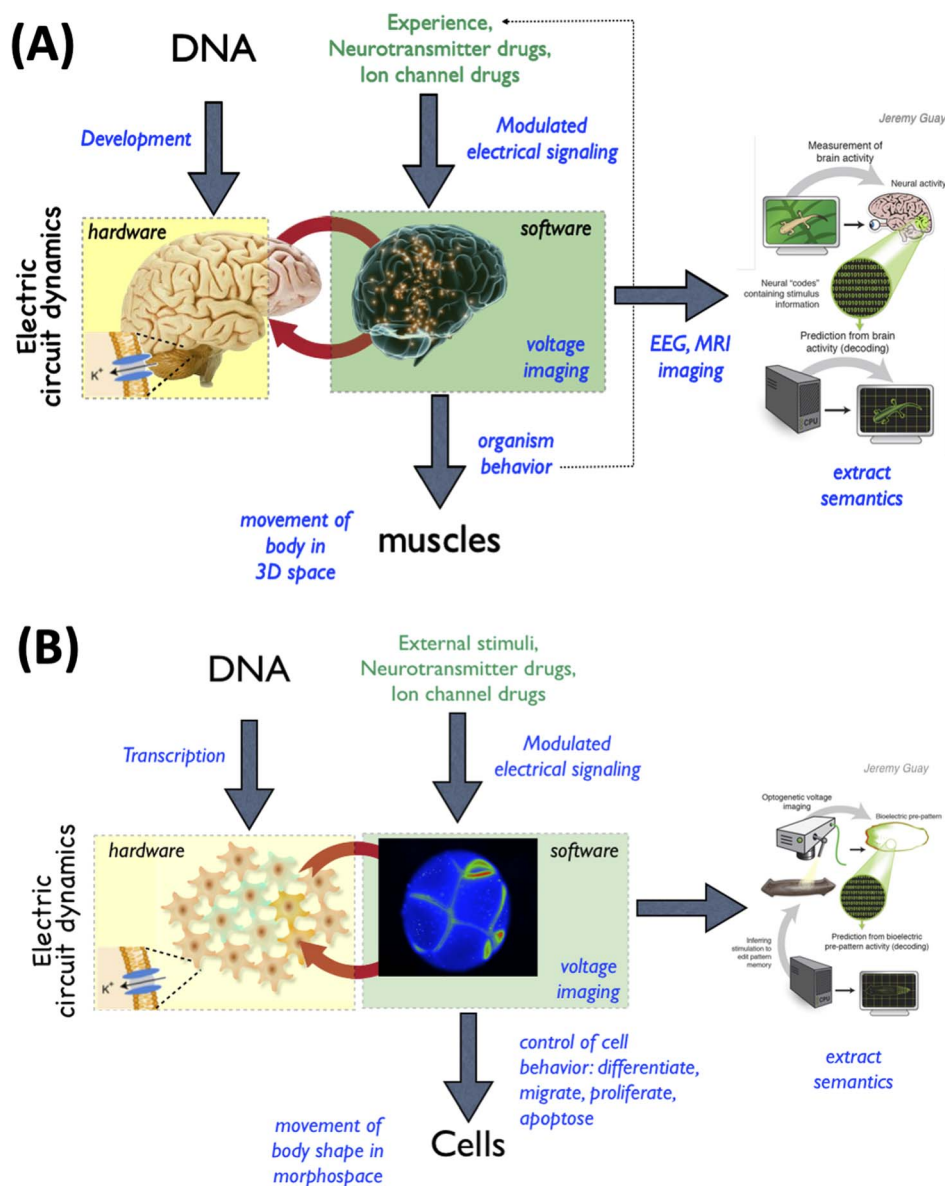 (A)
DNA
Experience,
Neurotransmitter drugs,
Ion channel drugs
Development
Modulated
electrical signaling
Electric
circuit dynamics
hardware
software
K+
voltage
imaging
EEG, MRI
imaging
organism
behavior
movement of
body in
3D space
muscles
Jeremy Guay
Measurement of
brain activity
Neural activity
Neural "codes"
containing stimulus
information
Prediction from brain
activity (decoding)
CPU
extract
semantics
(B)
DNA
External stimuli,
Neurotransmitter drugs,
Ion channel drugs
Transcription
Modulated
electrical signaling
Electric
circuit dynamics
hardware
software
K+
voltage
imaging
control of cell
behavior: differentiate,
migrate, proliferate,
apoptose
movement of
body shape in
morphospace
Cells
Jeremy Guay
Optogenetic voltage
imaging
Bioelectric pre-pattern
Prediction from bioelectric
pre-pattern activity (decoding)
Inferring
stimulation to
edit pattern
memory
CPU
extract
semantics